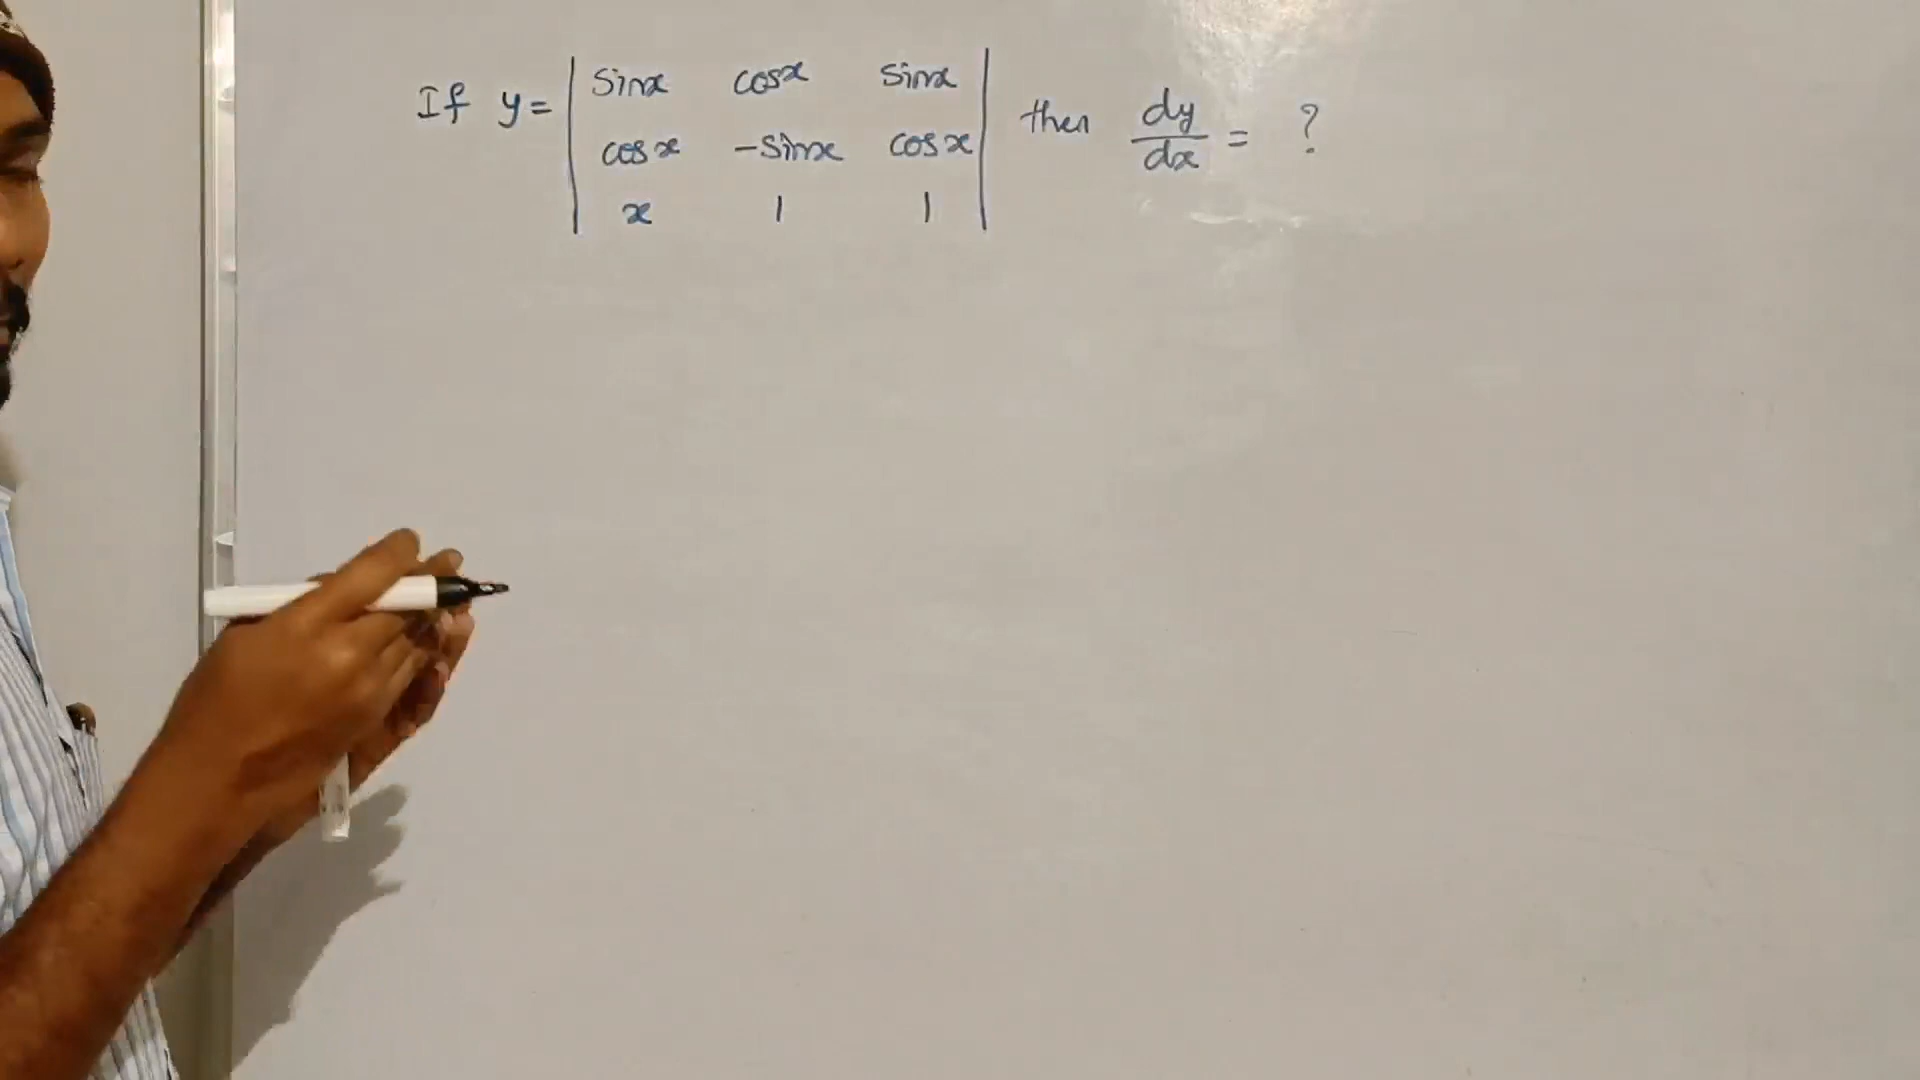 If y = | sinx cosx sinx | then dy/dx = ?
| cosx -sinx cosx |
| x 1 1 |